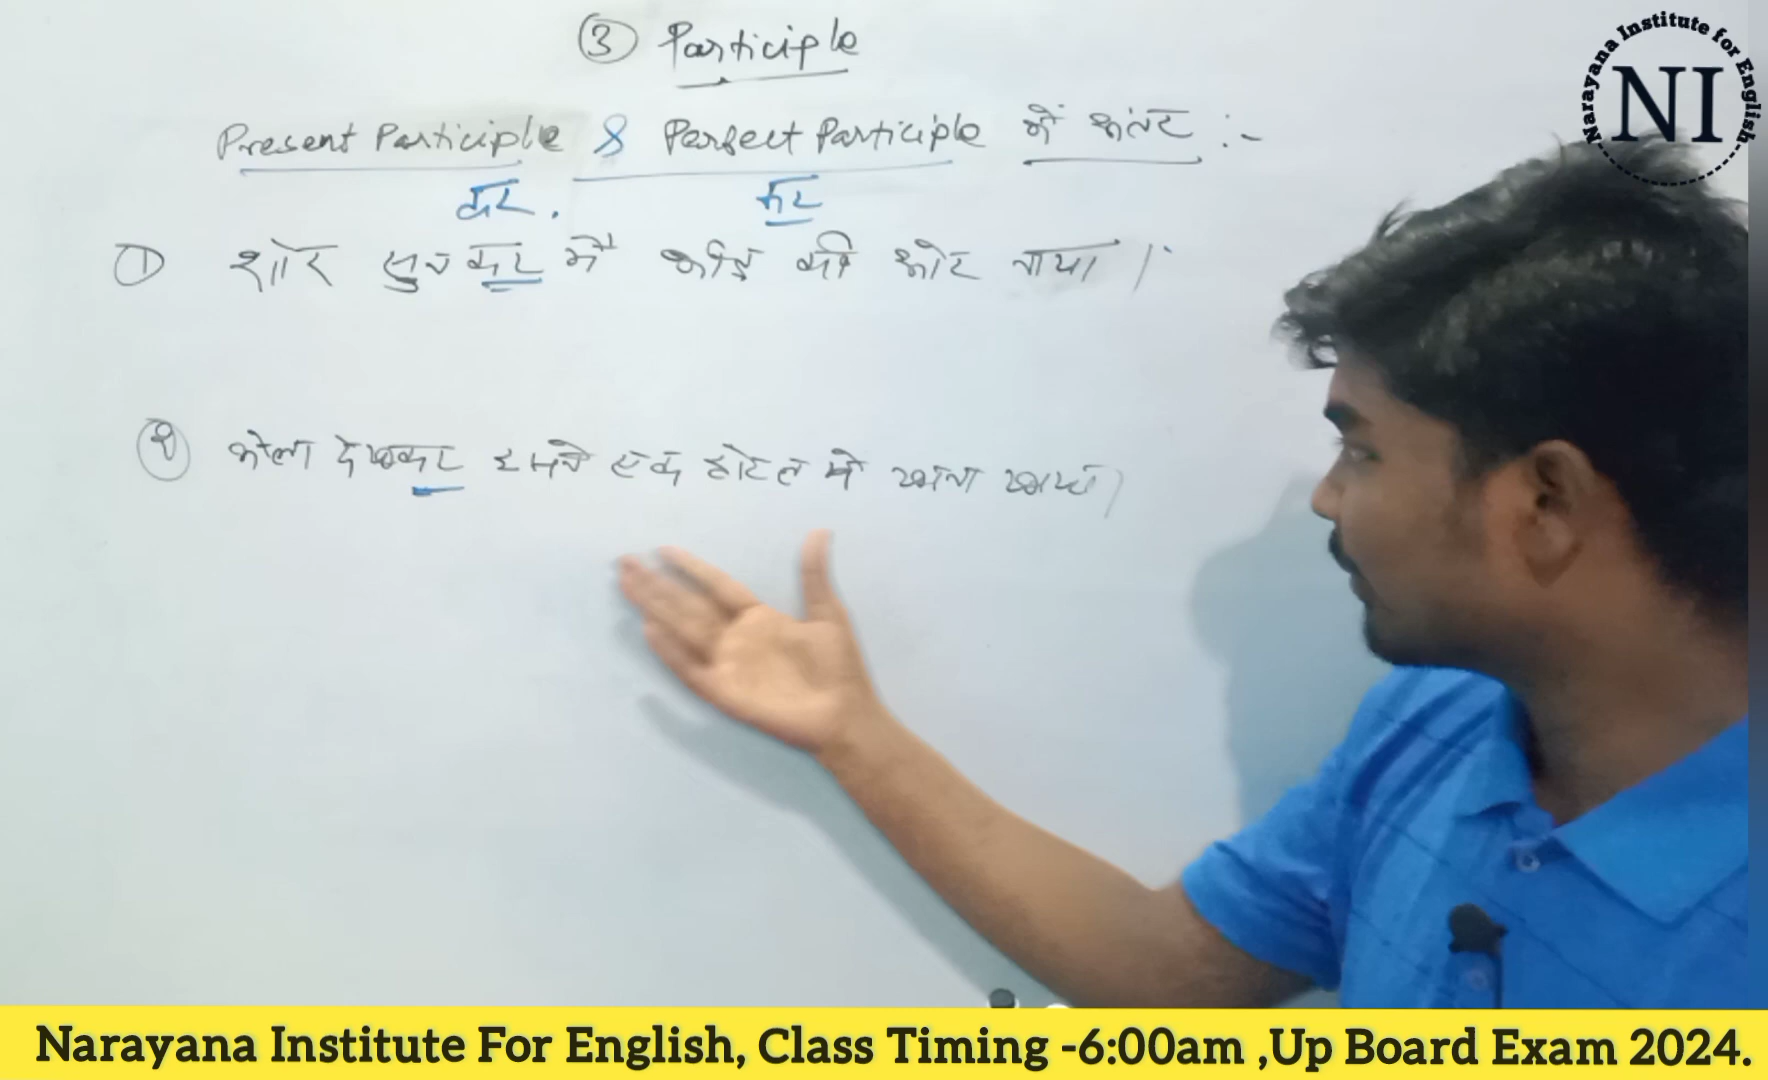 ③ Participle
Present Participle & Perfect Participle में अंतर :-
कर. कर
① शोर सुनकर मैं भीड़ की ओर गया।
② मेला देखकर हमने एक होटल में खाना खाया।
Narayana Institute for English
NI
Narayana Institute For English, Class Timing -6:00am ,Up Board Exam 2024.